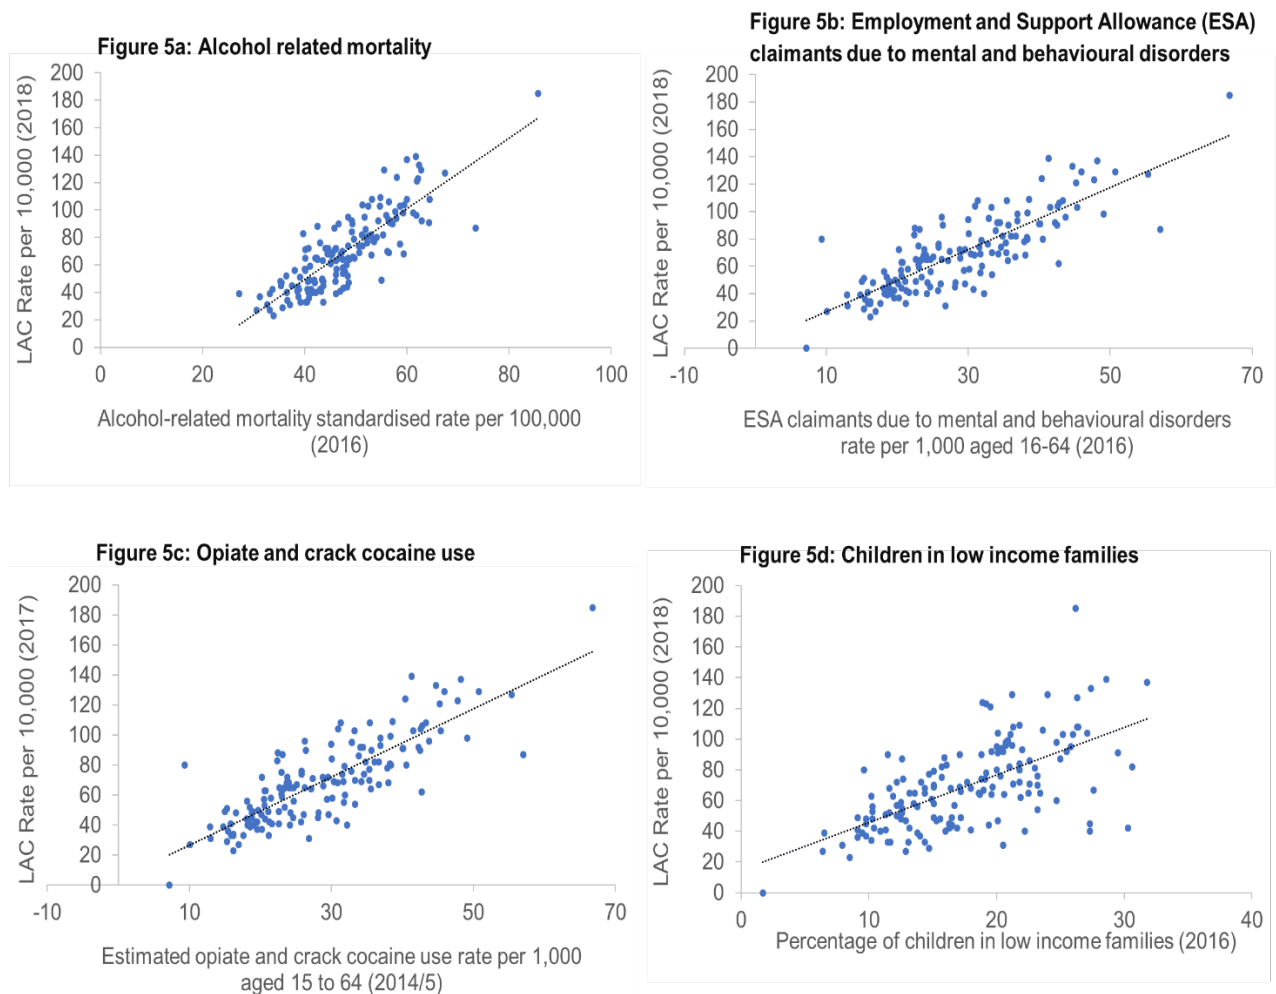 Figure 5a: Alcohol related mortality
LAC Rate per 10,000 (2018)
200
180
160
140
120
100
80
60
40
20
0
0 20 40 60 80 100
Alcohol-related mortality standardised rate per 100,000
(2016)
Figure 5b: Employment and Support Allowance (ESA)
claimants due to mental and behavioural disorders
LAC Rate per 10,000 (2018)
200
180
160
140
120
100
80
60
40
20
0
-10 10 30 50 70
ESA claimants due to mental and behavioural disorders
rate per 1,000 aged 16-64 (2016)
Figure 5c: Opiate and crack cocaine use
LAC Rate per 10,000 (2017)
200
180
160
140
120
100
80
60
40
20
0
-10 10 30 50 70
Estimated opiate and crack cocaine use rate per 1,000
aged 15 to 64 (2014/5)
Figure 5d: Children in low income families
LAC Rate per 10,000 (2018)
200
180
160
140
120
100
80
60
40
20
0
0 10 20 30 40
Percentage of children in low income families (2016)